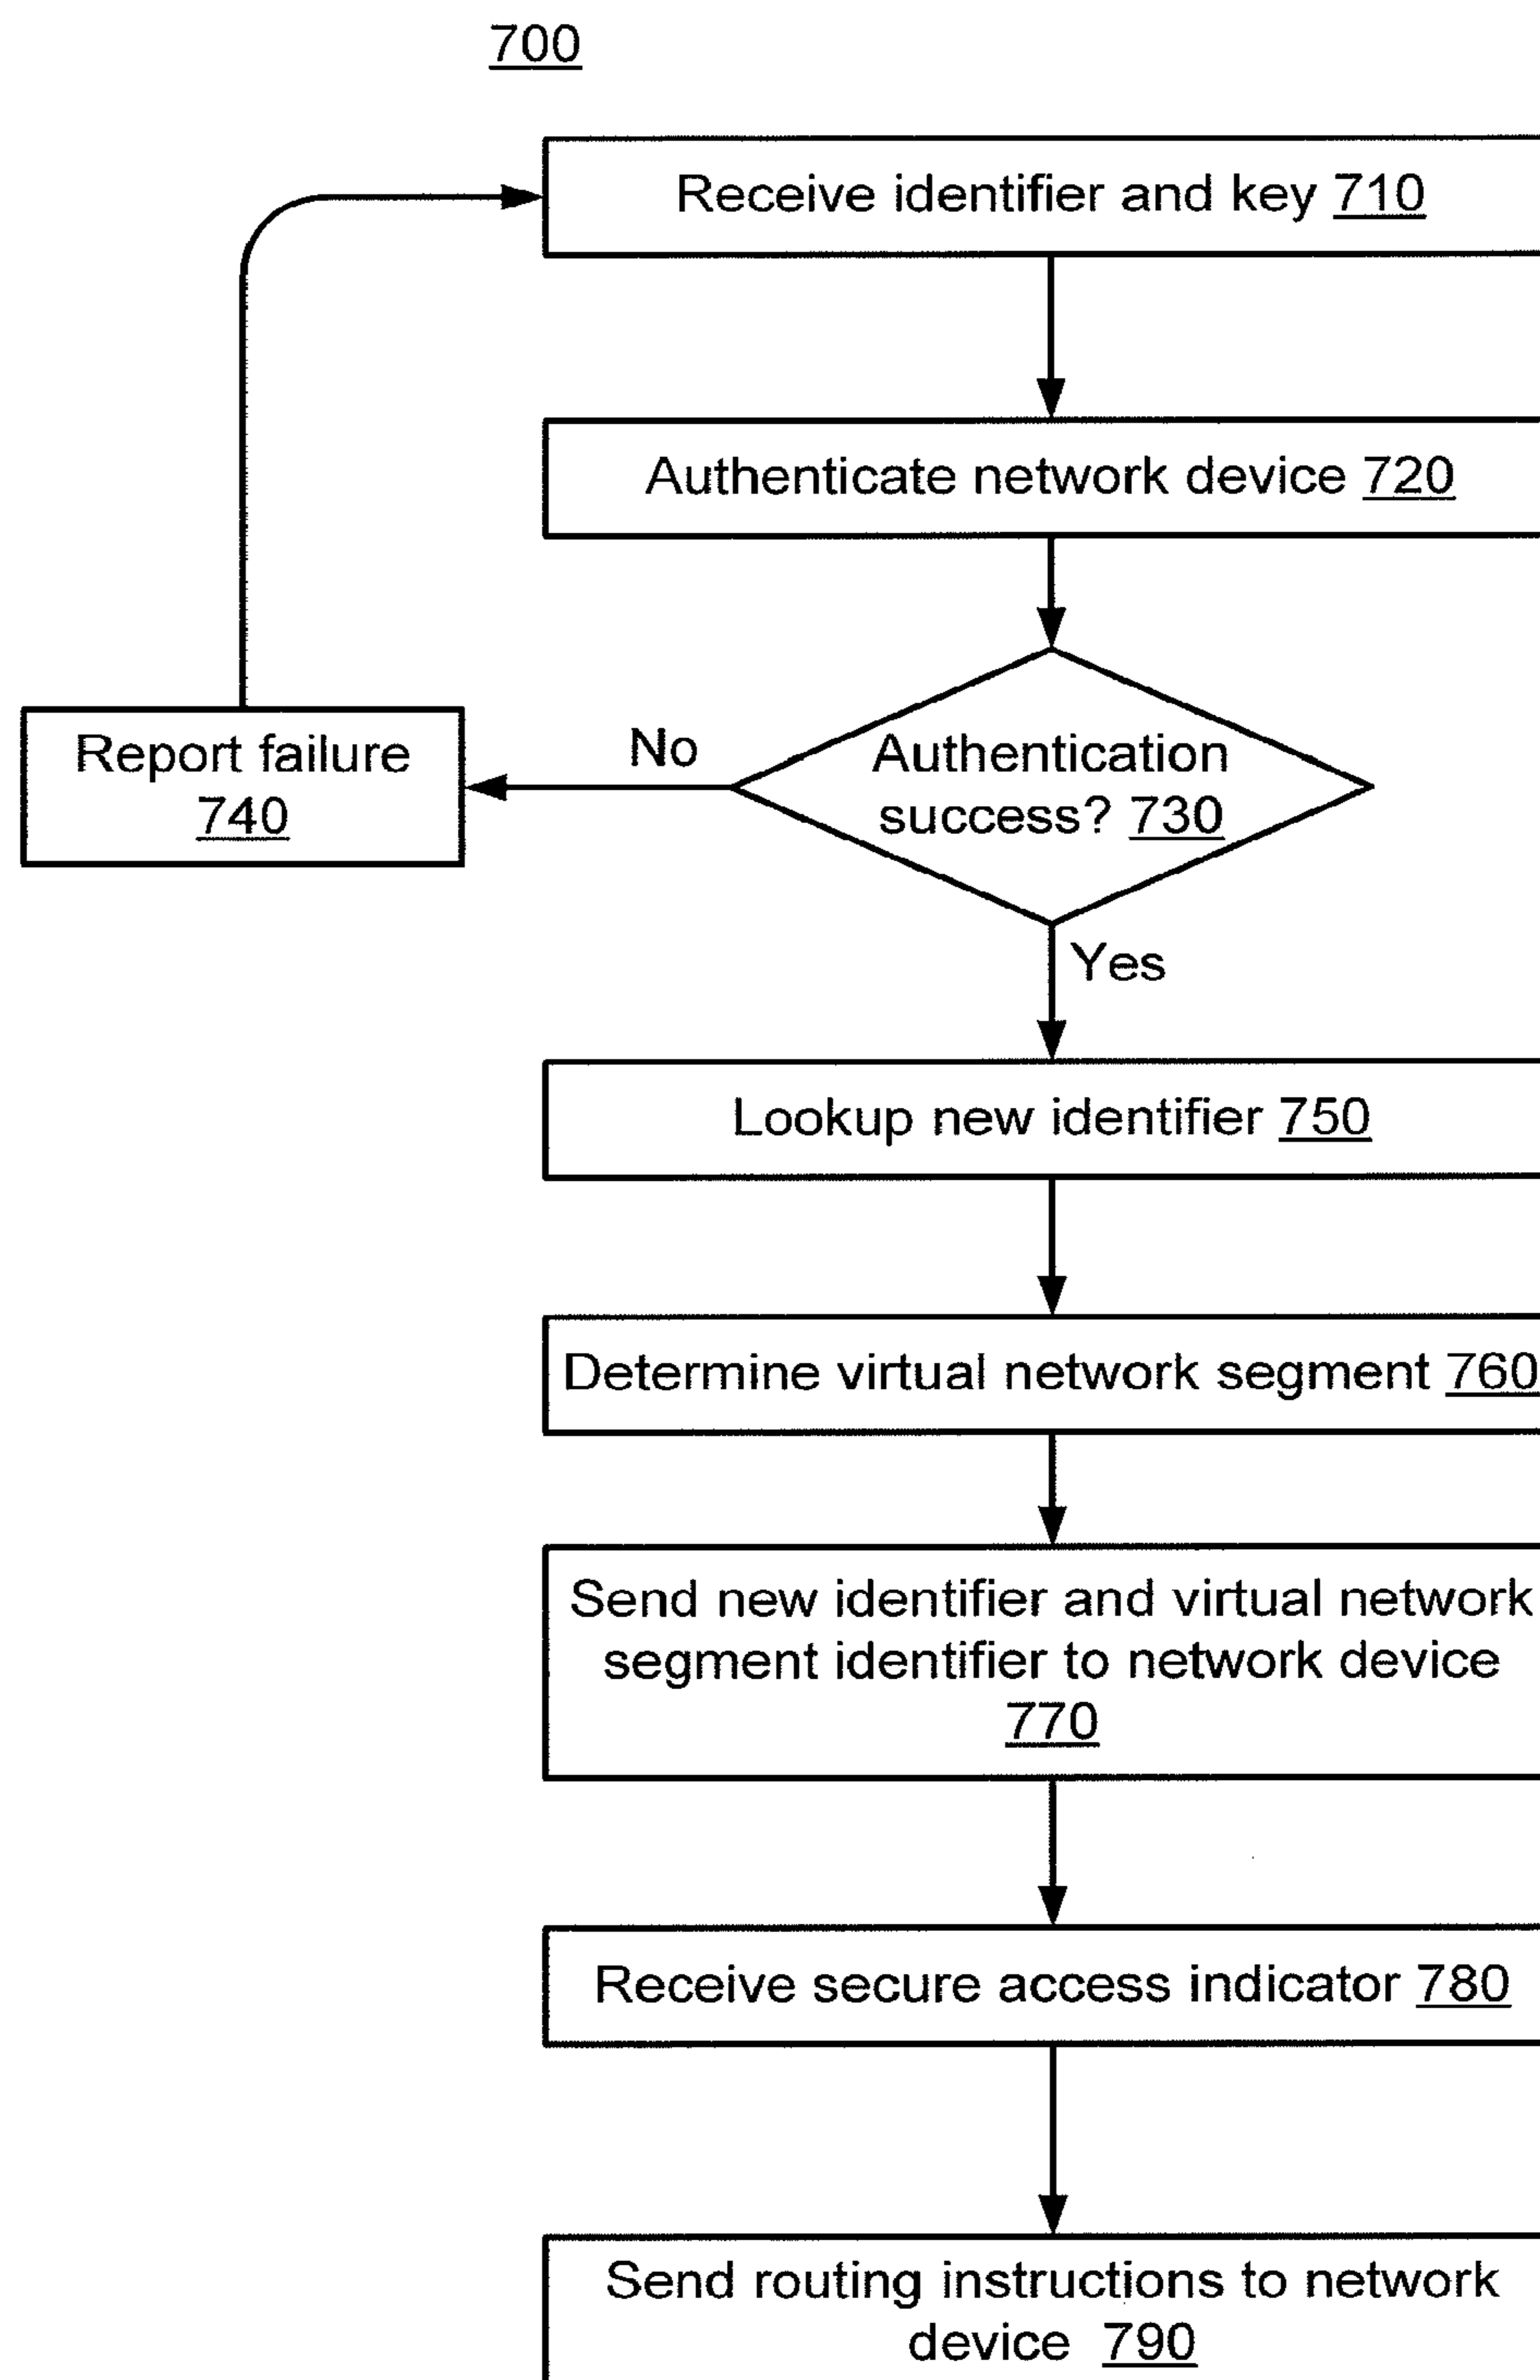 700
Receive identifier and key 710
Authenticate network device 720
Authentication
success? 730
No
Report failure
740
Yes
Lookup new identifier 750
Determine virtual network segment 760
Send new identifier and virtual network
segment identifier to network device
770
Receive secure access indicator 780
Send routing instructions to network
device 790